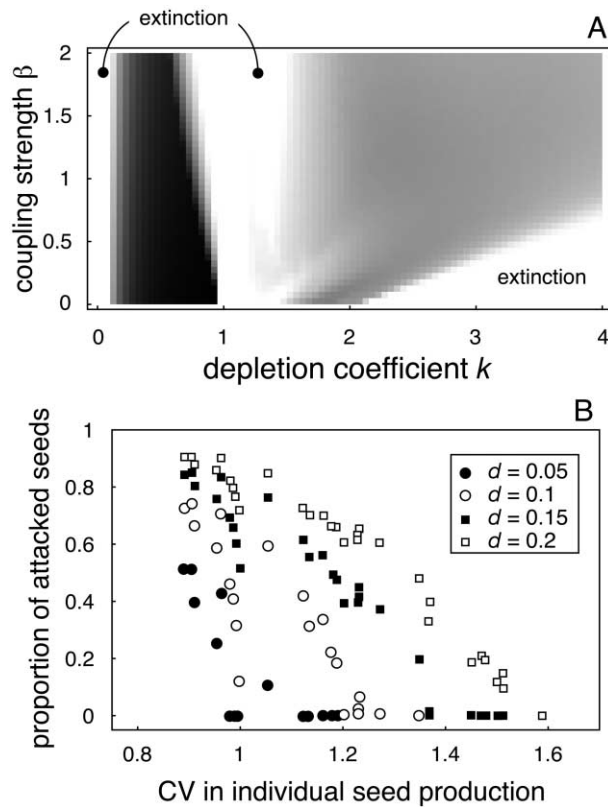 extinction
A
2
1.5
1
0.5
0
coupling strength β
extinction
0 1 2 3 4
depletion coefficient k
B
1
0.8
0.6
0.4
0.2
0
proportion of attacked seeds
d = 0.05
d = 0.1
d = 0.15
d = 0.2
0.8 1 1.2 1.4 1.6
CV in individual seed production